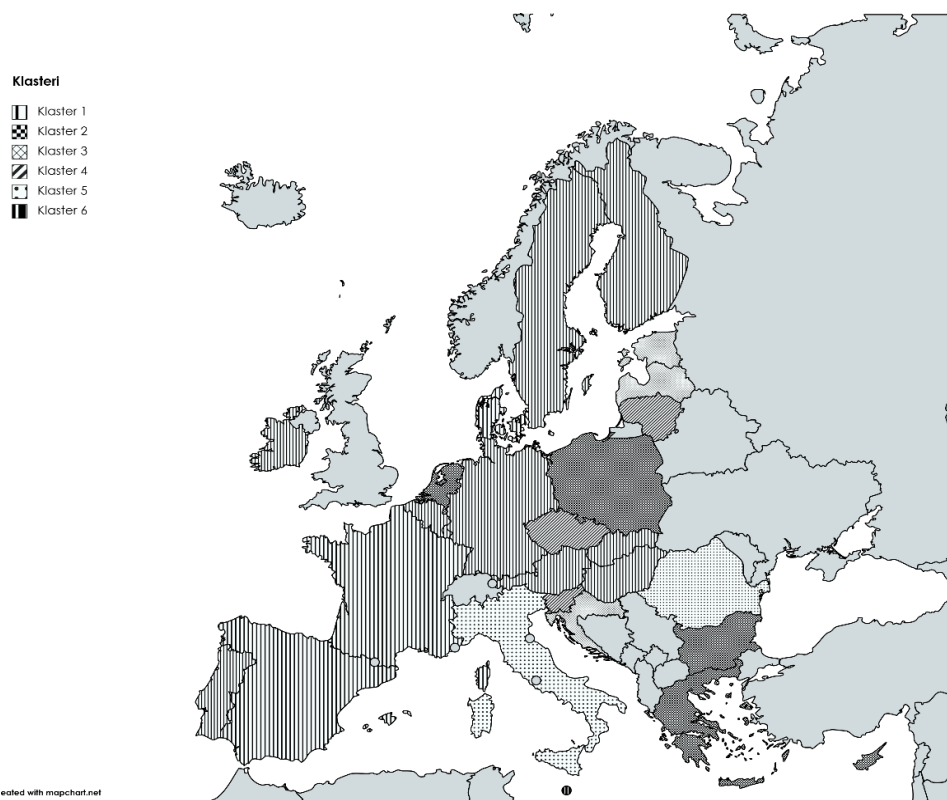 Klasteri
Klaster 1
Klaster 2
Klaster 3
Klaster 4
Klaster 5
Klaster 6
eated with mapchart.net